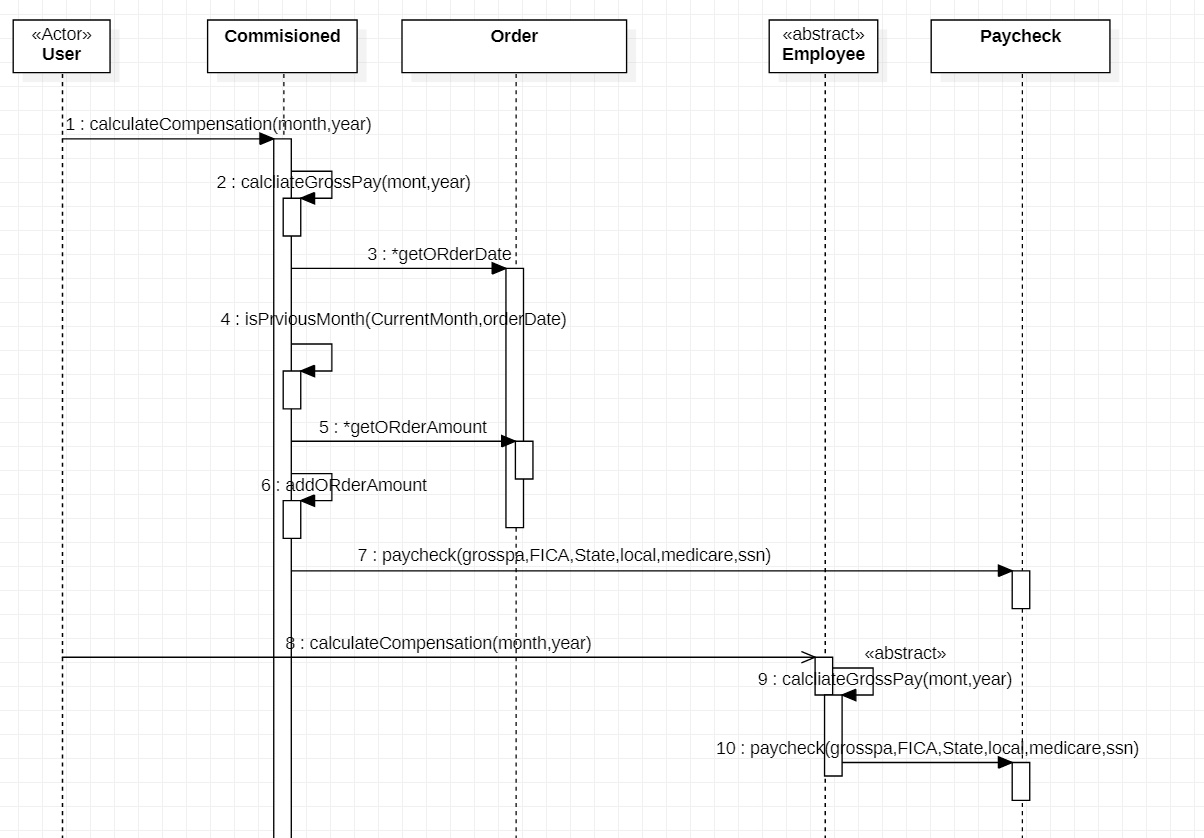 «Actor»
User
Commisioned
Order
«abstract»
Employee
Paycheck
1 : calculateCompensation(month,year)
2 : calcliateGrossPay(mont,year)
3 : *getORderDate
4 : isPrviousMonth(CurrentMonth,orderDate)
5 : *getORderAmount
6 : addORderAmount
7 : paycheck(grosspa,FICA,State,local,medicare,ssn)
8 : calculateCompensation(month,year)
«abstract»
9 : calcliateGrossPay(mont,year)
10 : paycheck(grosspa,FICA,State,local,medicare,ssn)